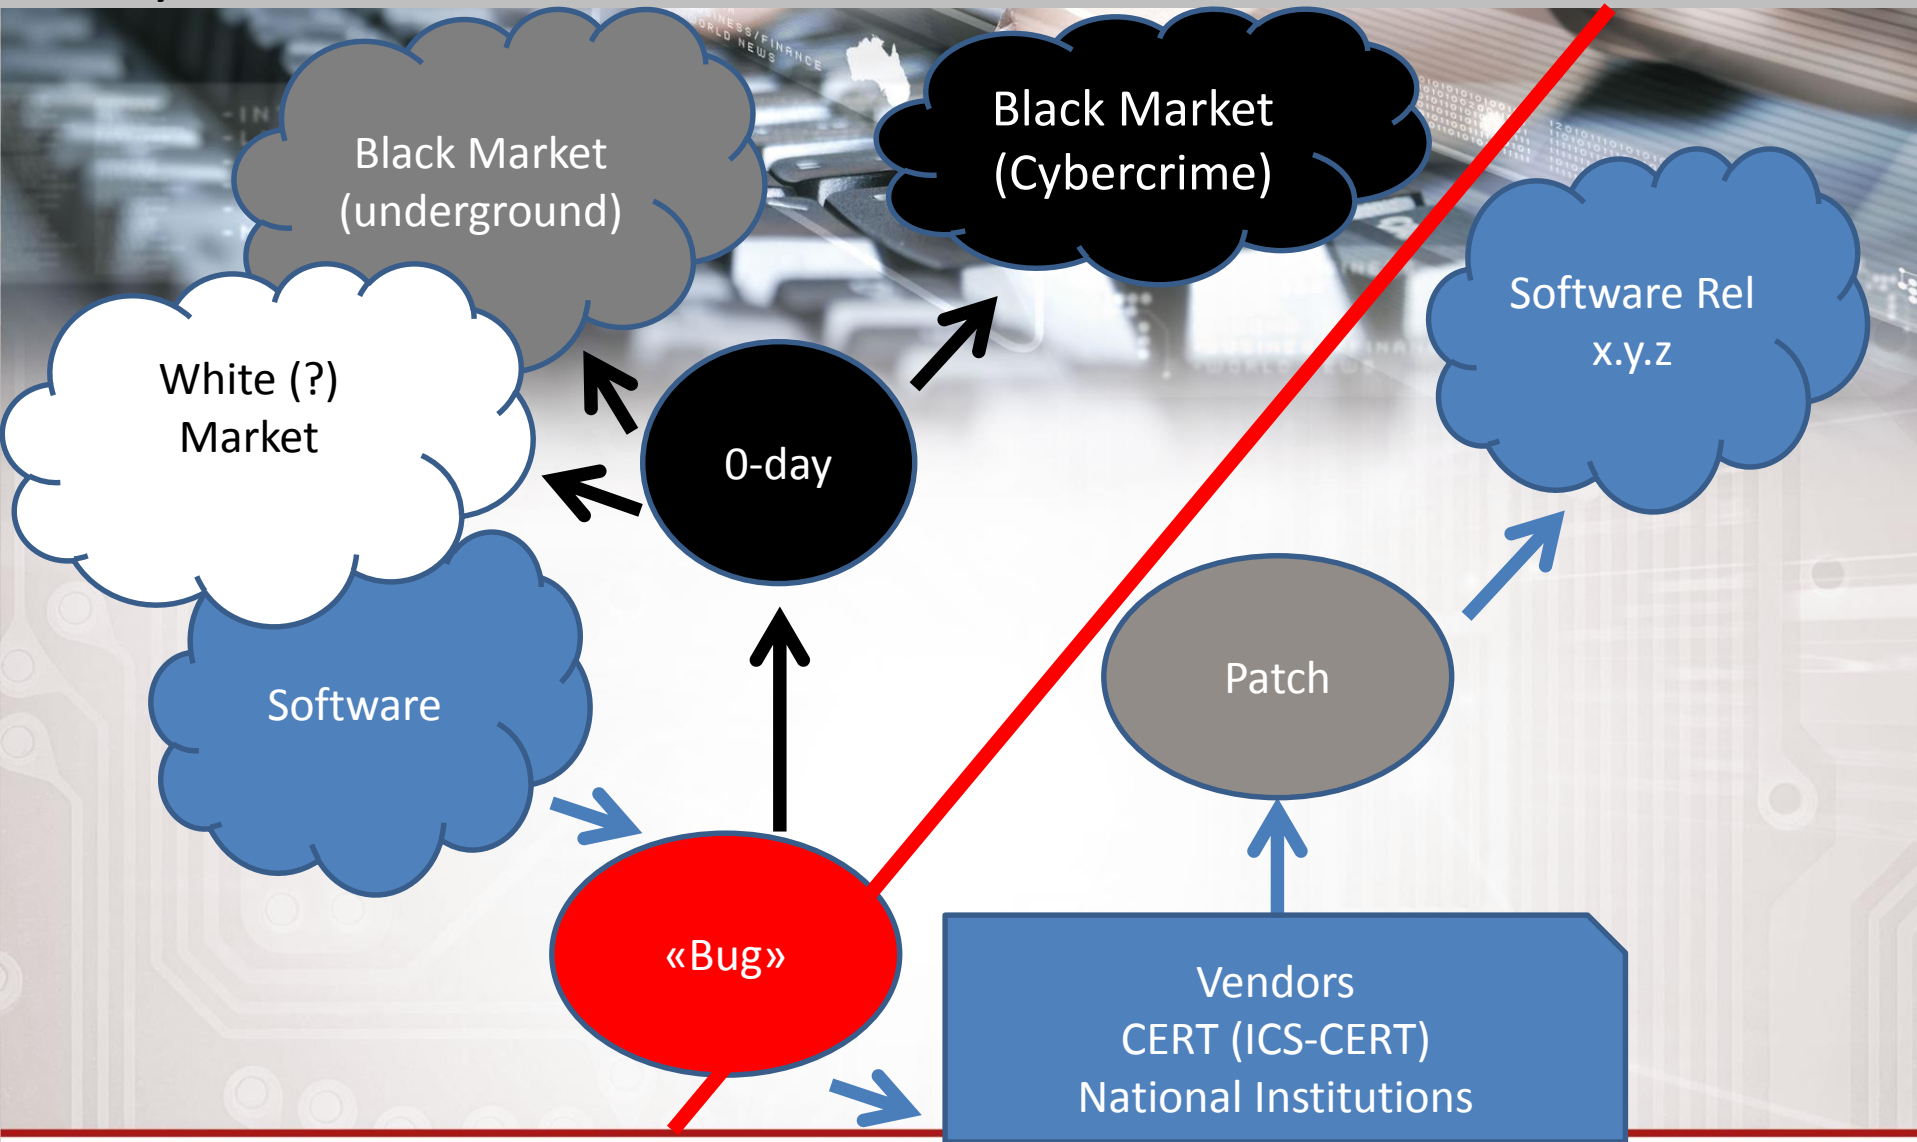 Black Market
(underground)
Black Market
(Cybercrime)
White (?)
Market
Software Rel
x.y.z
0-day
Patch
Software
«Bug»
Vendors
CERT (ICS-CERT)
National Institutions